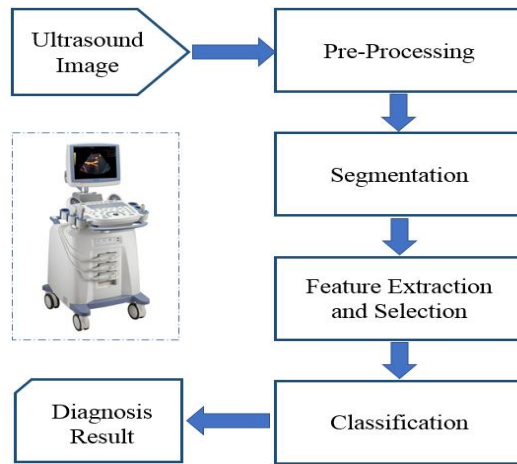 Ultrasound
Image
Pre-Processing
Segmentation
Feature Extraction
and Selection
Classification
Diagnosis
Result